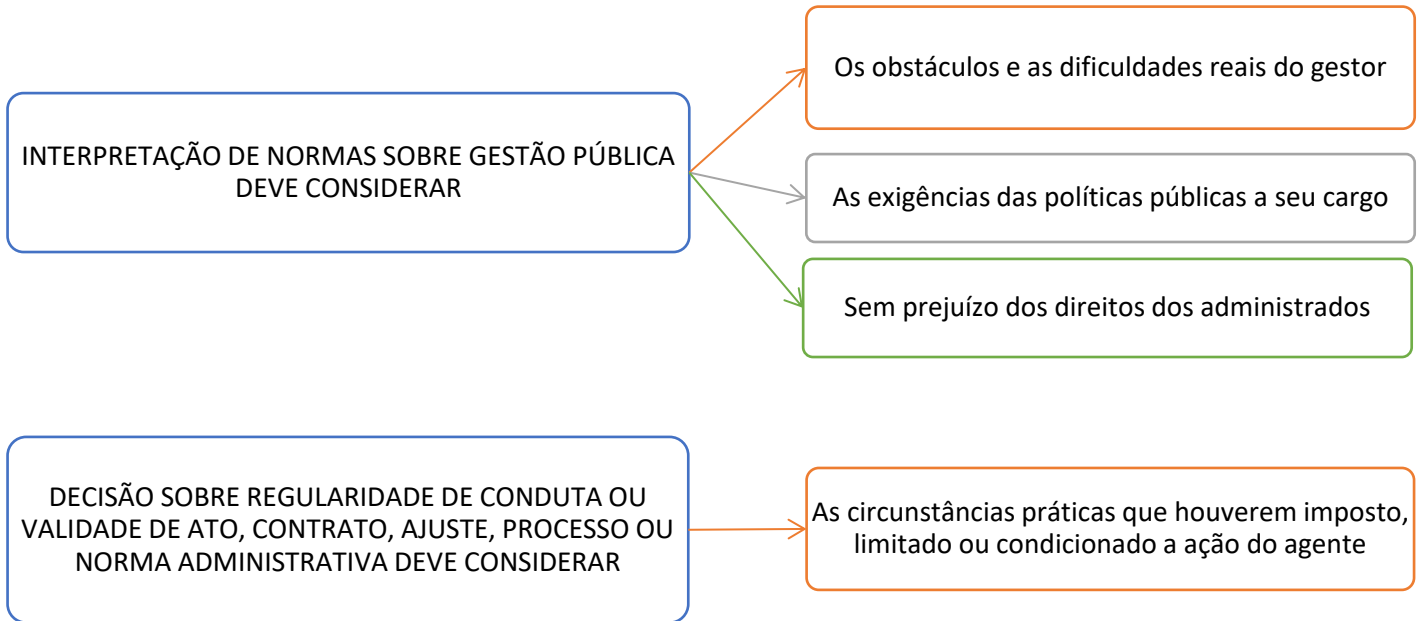 INTERPRETAÇÃO DE NORMAS SOBRE GESTÃO PÚBLICA
DEVE CONSIDERAR
Os obstáculos e as dificuldades reais do gestor
As exigências das políticas públicas a seu cargo
Sem prejuízo dos direitos dos administrados
DECISÃO SOBRE REGULARIDADE DE CONDUTA OU
VALIDADE DE ATO, CONTRATO, AJUSTE, PROCESSO OU
NORMA ADMINISTRATIVA DEVE CONSIDERAR
As circunstâncias práticas que houverem imposto,
limitado ou condicionado a ação do agente